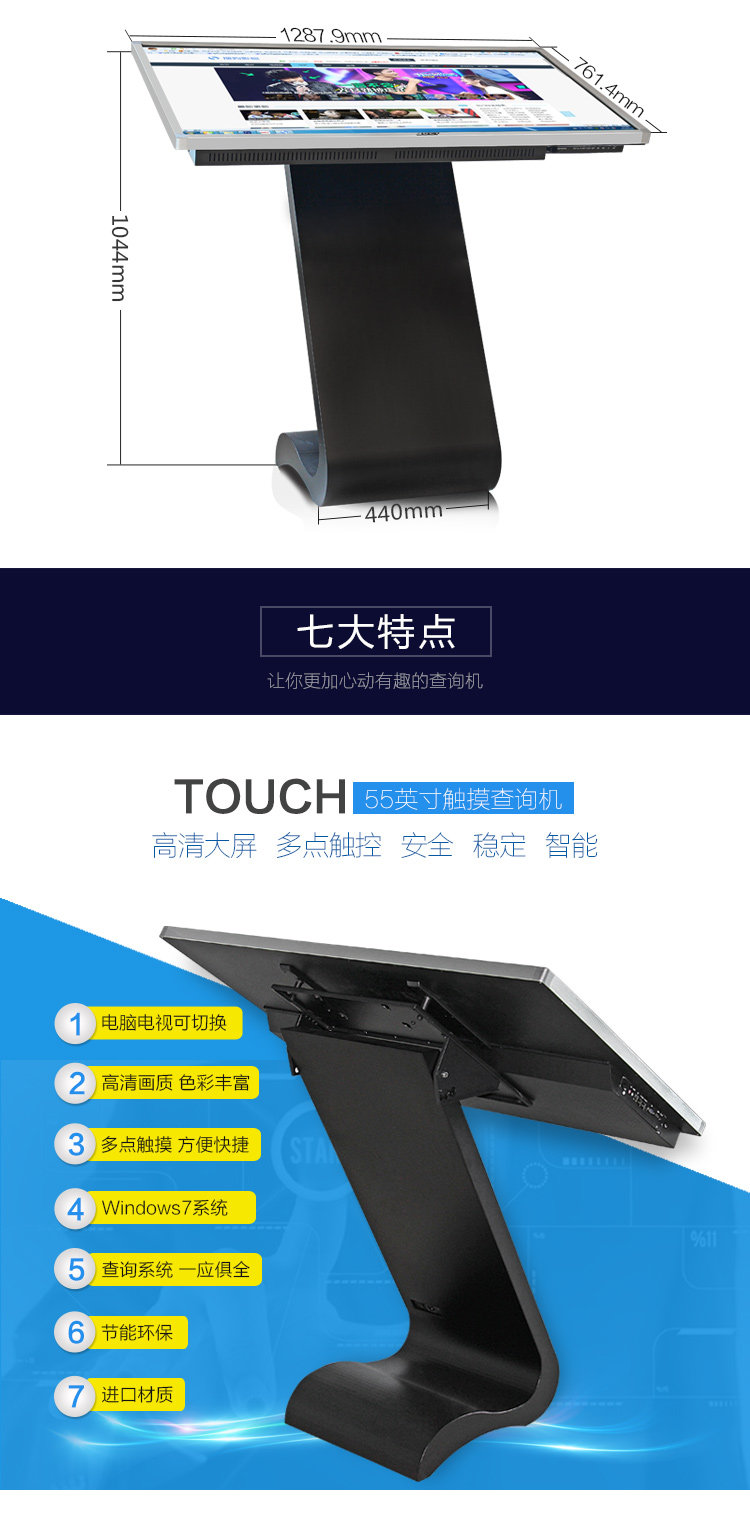 1287.9mm
761.4mm
1044mm
440mm
七大特点
让你更加心动有趣的查询机
TOUCH 55英寸触摸查询机
高清大屏 多点触控 安全 稳定 智能
1 电脑电视可切换
2 高清画质 色彩丰富
3 多点触摸 方便快捷
STAR
4 Windows7系统
%11
5 查询系统 一应俱全
6 节能环保
7 进口材质